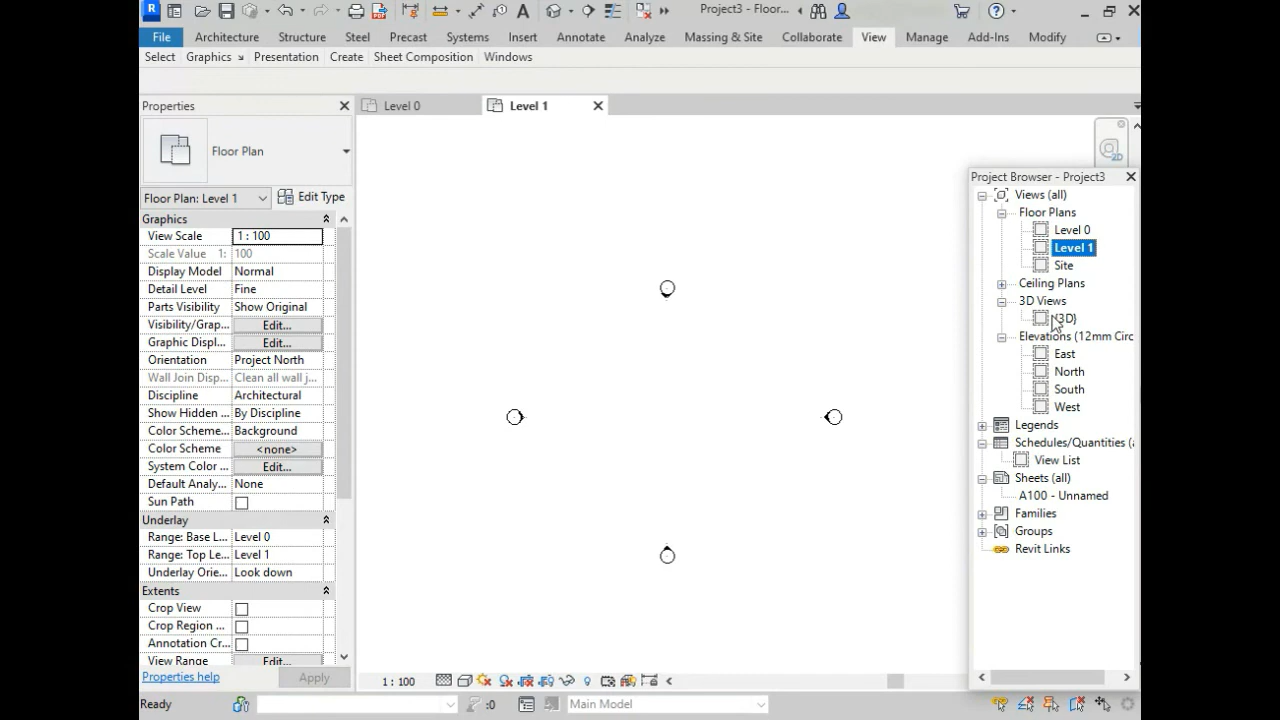 Project3 - Floor...
File Architecture Structure Steel Precast Systems Insert Annotate Analyze Massing & Site Collaborate View Manage Add-Ins Modify
Select Graphics Presentation Create Sheet Composition Windows
Properties
Floor Plan
Floor Plan: Level 1 Edit Type
Graphics
View Scale 1 : 100
Scale Value 1: 100
Display Model Normal
Detail Level Fine
Parts Visibility Show Original
Visibility/Grap... Edit...
Graphic Displ... Edit...
Orientation Project North
Wall Join Disp... Clean all wall j...
Discipline Architectural
Show Hidden ... By Discipline
Color Scheme... Background
Color Scheme <none>
System Color ... Edit...
Default Analy... None
Sun Path
Underlay
Range: Base L... Level 0
Range: Top Le... Level 1
Underlay Orie... Look down
Extents
Crop View
Crop Region ...
Annotation Cr...
View Range Edit...
Properties help Apply
Level 0 Level 1
2D
Project Browser - Project3
Views (all)
Floor Plans
Level 0
Level 1
Site
Ceiling Plans
3D Views
{3D}
Elevations (12mm Circ
East
North
South
West
Legends
Schedules/Quantities (a
View List
Sheets (all)
A100 - Unnamed
Families
Groups
Revit Links
1 : 100
Ready :0 Main Model